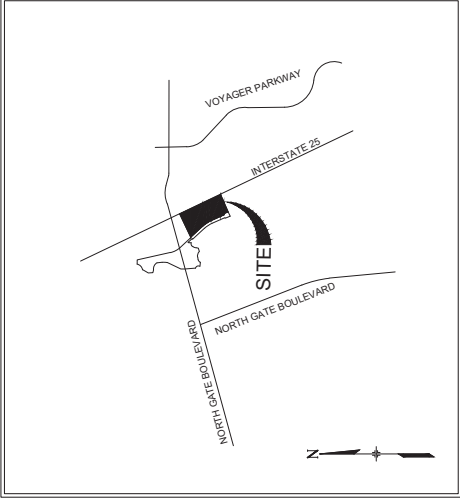 VOYAGER PARKWAY
INTERSTATE 25
SITE
NORTH GATE BOULEVARD
NORTH GATE BOULEVARD
N